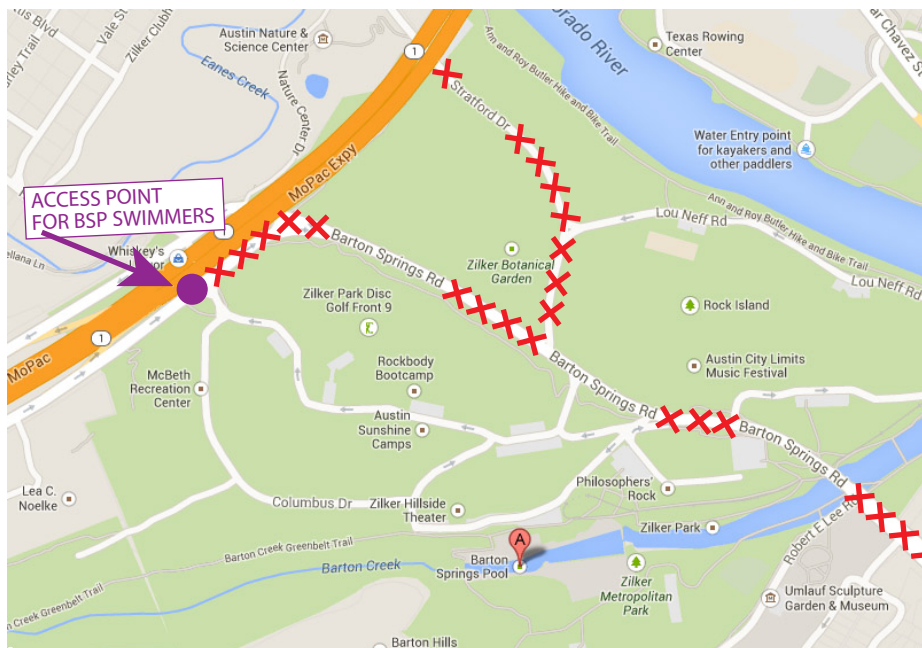 Vale St
Zilker Clubh
Austin Nature &
Science Center
1
Eanes Creek
Nature Center Dr
MoPac Expy
Stratford Dr
Ann and Roy Butler Hike and Bike Trail
Texas Rowing
Center
Water Entry point
for kayakers and
other paddlers
ACCESS POINT
FOR BSP SWIMMERS
Ann and Roy Butler Hike and Bike Trail
Lou Neff Rd
Lou Neff Rd
Barton Springs Rd
Zilker Botanical
Garden
Zilker Park Disc
Golf Front 9
Rock Island
1
MoPac
McBeth
Recreation
Center
Rockbody
Bootcamp
Austin City Limits
Music Festival
Barton Springs Rd
Austin
Sunshine
Camps
Barton Springs Rd
Lea C.
Noelke
Columbus Dr
Zilker Hillside
Theater
Philosophers'
Rock
Zilker Park
Robert E Lee Rd
Barton Creek Greenbelt Trail
Barton Creek Greenbelt Trail
Barton Creek
A
Barton
Springs Pool
Zilker
Metropolitan
Park
Umlauf Sculpture
Garden & Museum
Barton Hills